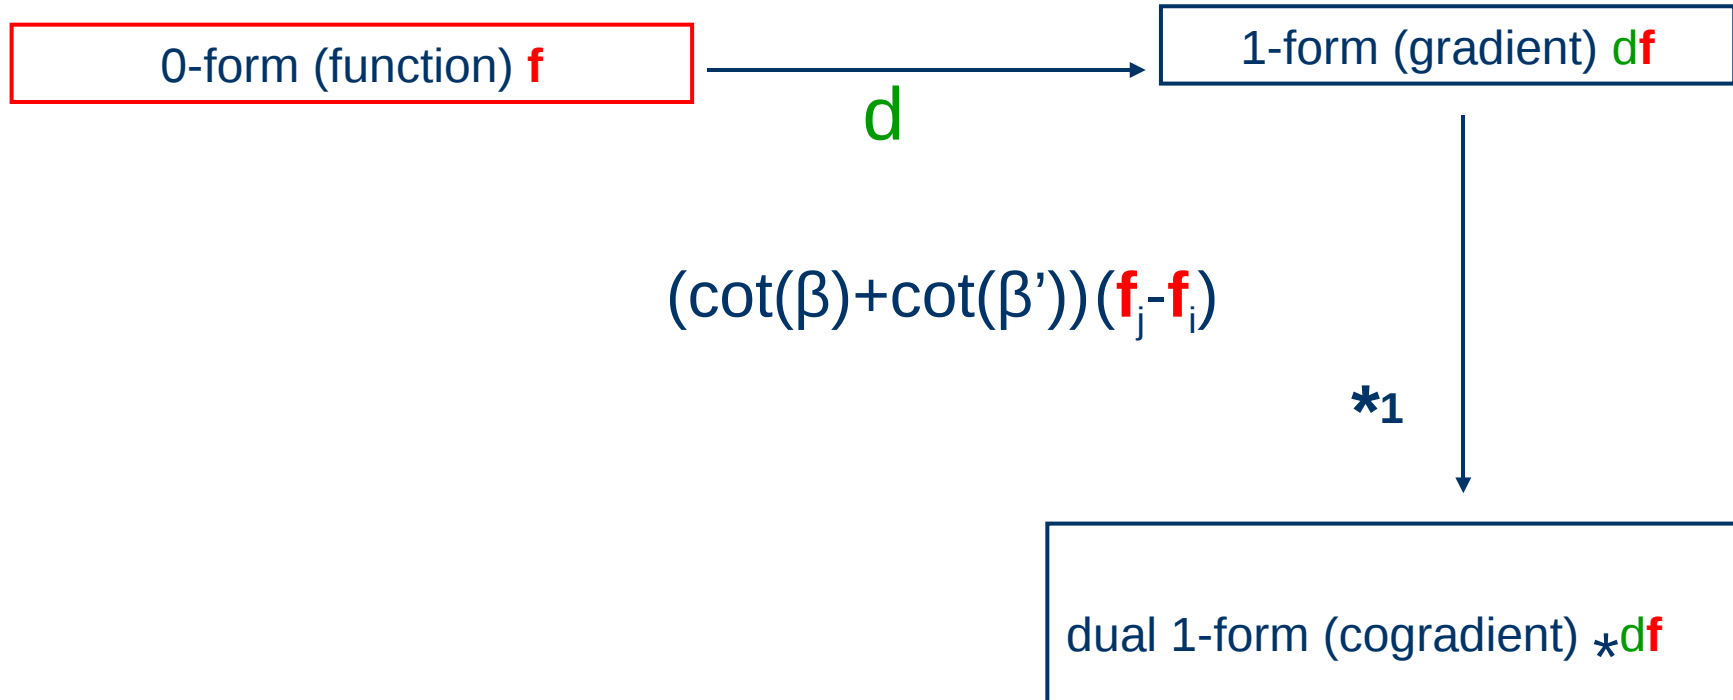 0-form (function) f
1-form (gradient) df
d
(cot(β)+cot(β’))(fj-fi)
*1
dual 1-form (cogradient) *df